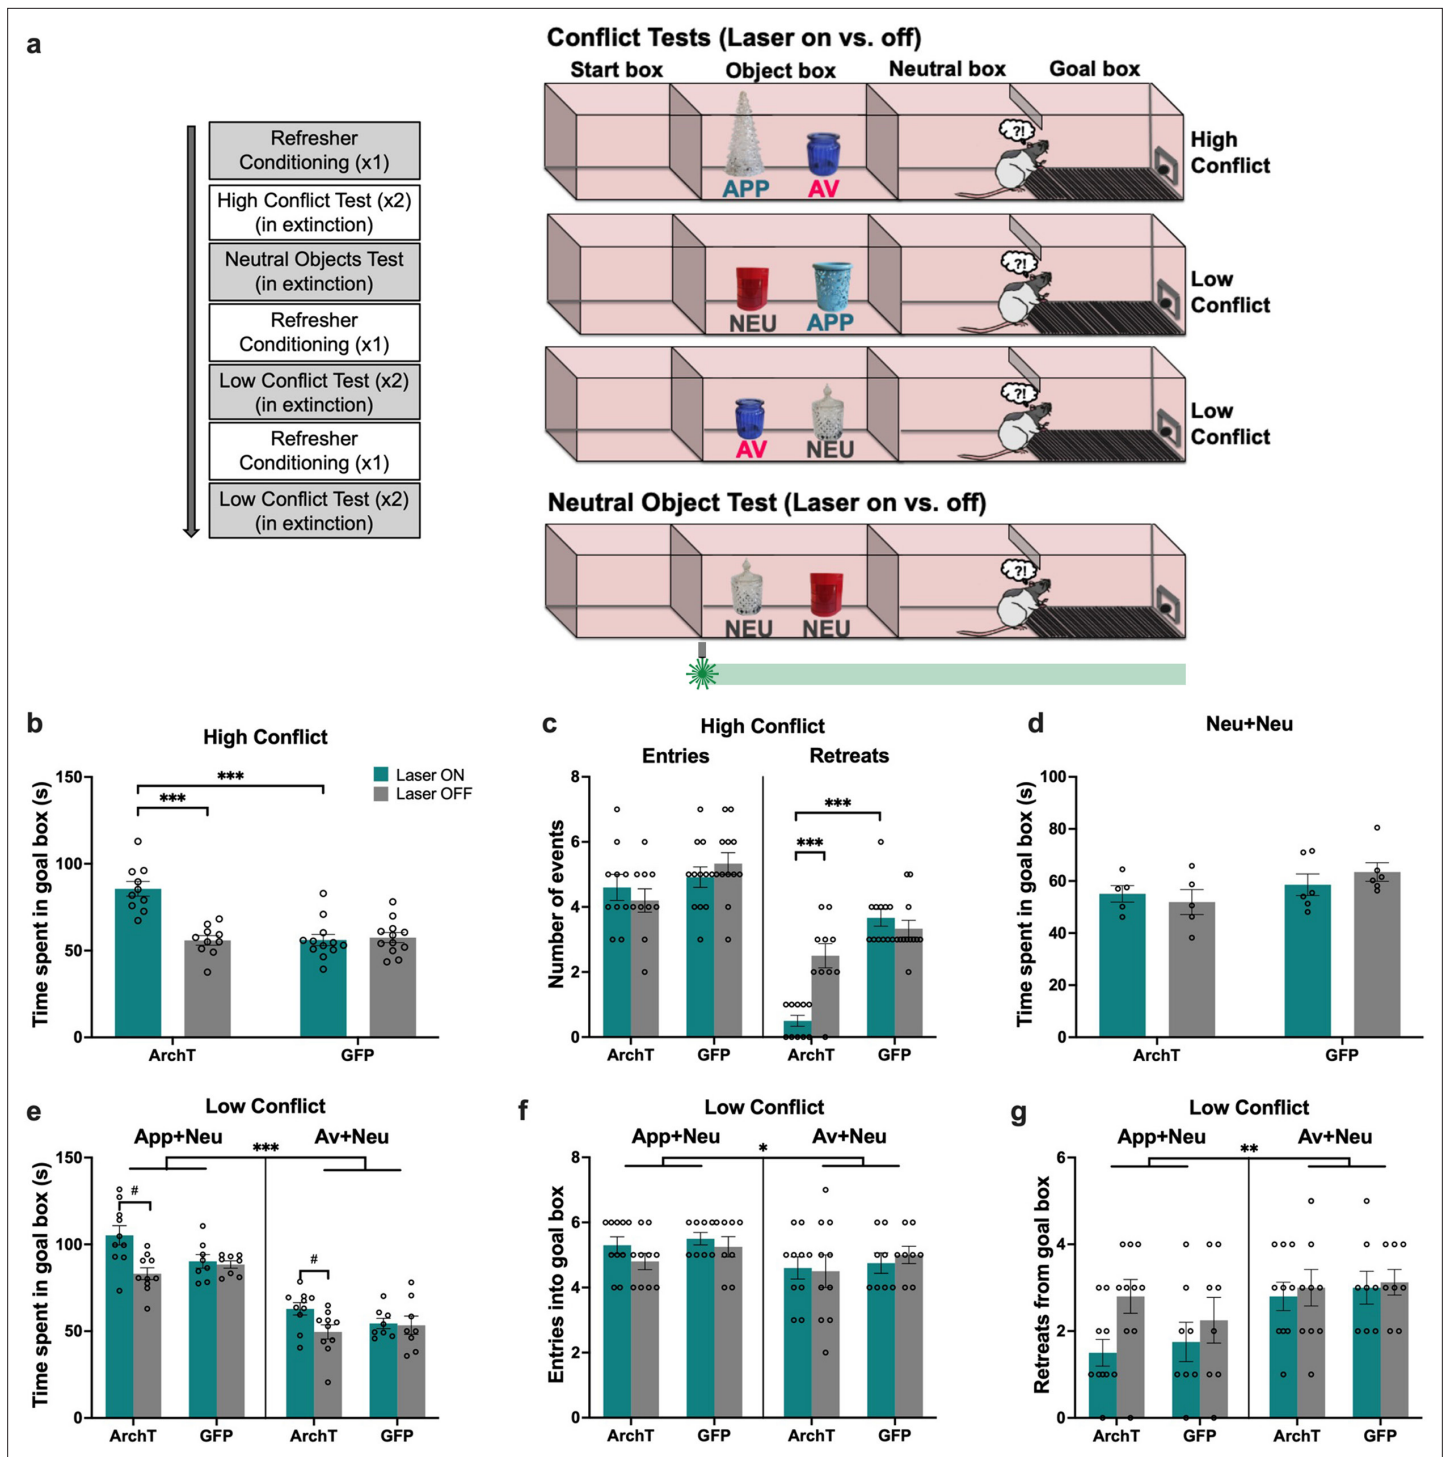 a
Refresher
Conditioning (x1)
High Conflict Test (x2)
(in extinction)
Neutral Objects Test
(in extinction)
Refresher
Conditioning (x1)
Low Conflict Test (x2)
(in extinction)
Refresher
Conditioning (x1)
Low Conflict Test (x2)
(in extinction)
Conflict Tests (Laser on vs. off)
Start box Object box Neutral box Goal box
?!
APP AV
High
Conflict
?!
NEU APP
Low
Conflict
?!
AV NEU
Low
Conflict
Neutral Object Test (Laser on vs. off)
?!
NEU NEU
b
High Conflict
Time spent in goal box (s)
150
100
50
0
***
***
Laser ON
Laser OFF
ArchT GFP
c
High Conflict
Entries Retreats
Number of events
8
6
4
2
0
***
***
ArchT GFP ArchT GFP
d
Neu+Neu
Time spent in goal box (s)
100
80
60
40
20
0
ArchT GFP
e
Low Conflict
App+Neu Av+Neu
***
Time spent in goal box (s)
150
100
50
0
#
#
ArchT GFP ArchT GFP
f
Low Conflict
App+Neu Av+Neu
*
Entries into goal box
8
6
4
2
0
ArchT GFP ArchT GFP
g
Low Conflict
App+Neu Av+Neu
**
Retreats from goal box
6
4
2
0
ArchT GFP ArchT GFP